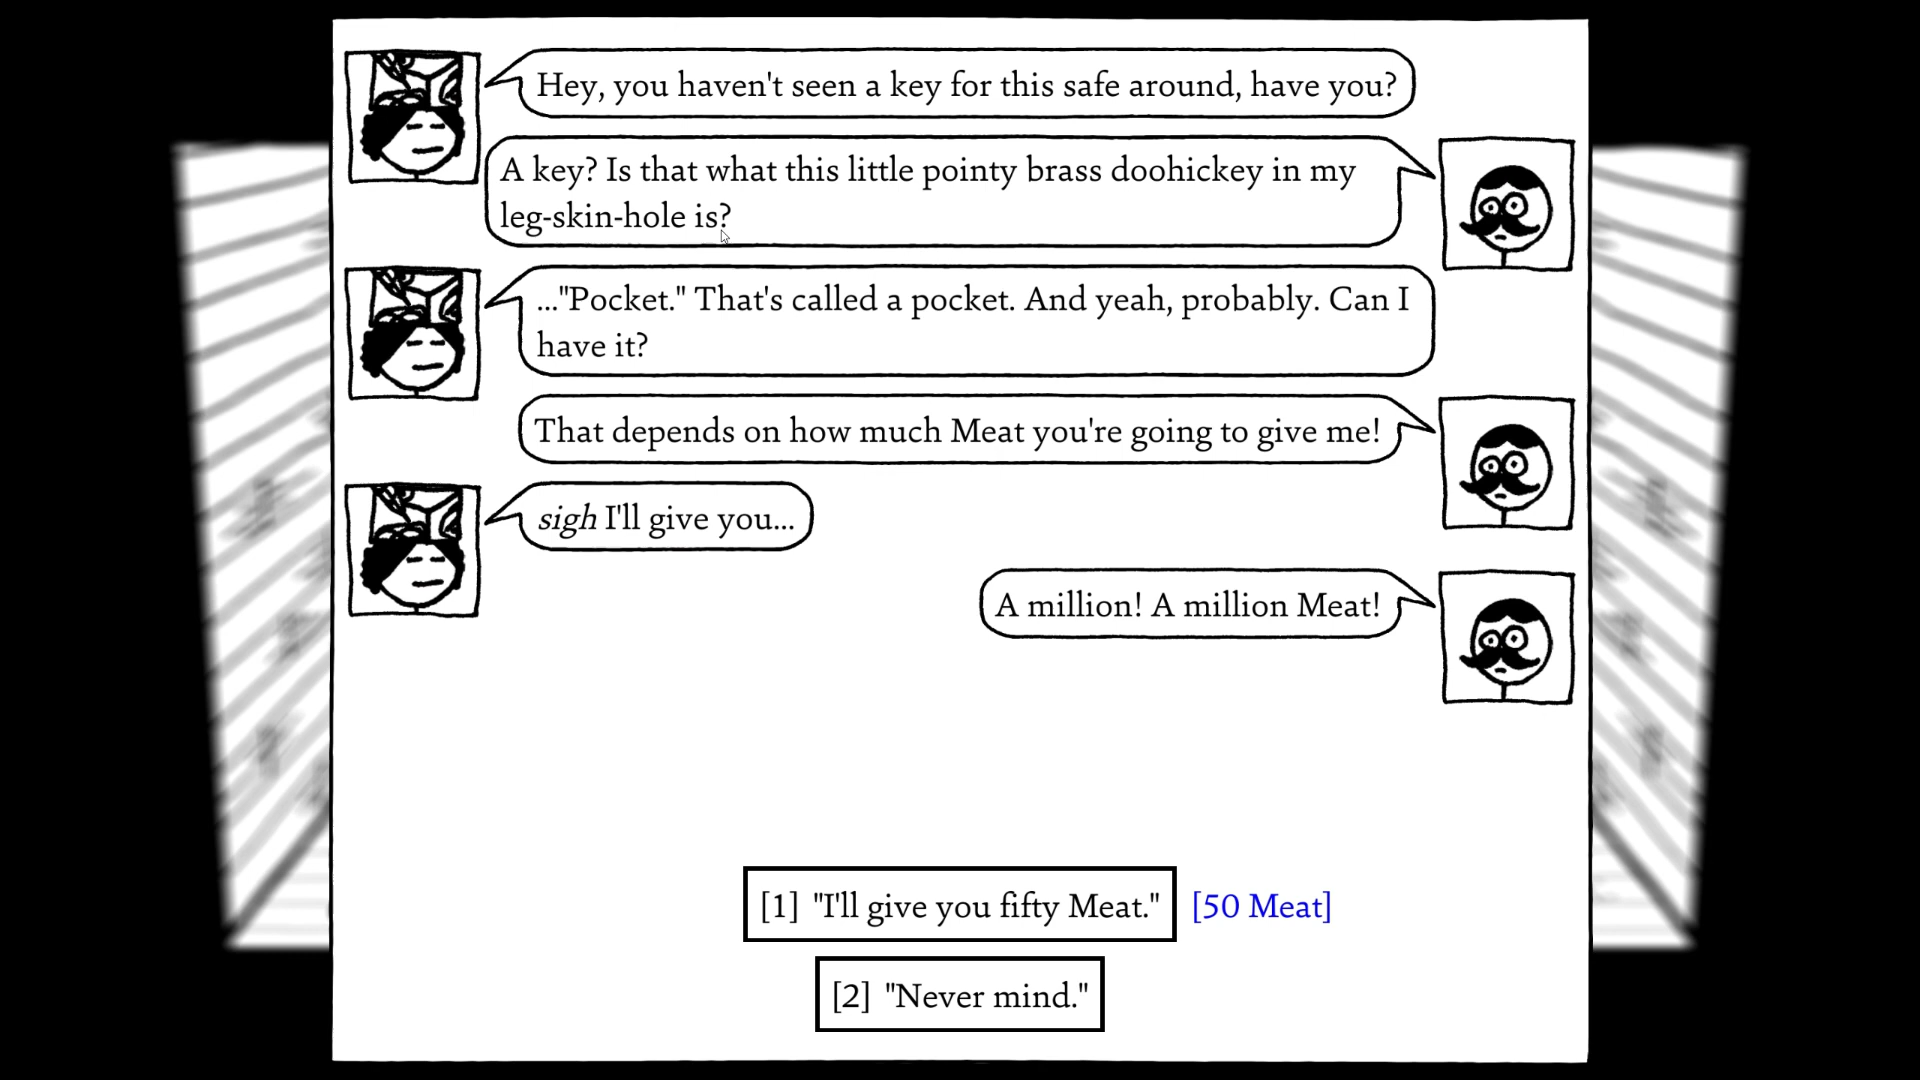 Hey, you haven't seen a key for this safe around, have you?
A key? Is that what this little pointy brass doohickey in my
leg-skin-hole is?
..."Pocket." That's called a pocket. And yeah, probably. Can I
have it?
That depends on how much Meat you're going to give me!
sigh I'll give you...
A million! A million Meat!
[1] "I'll give you fifty Meat." [50 Meat]
[2] "Never mind."